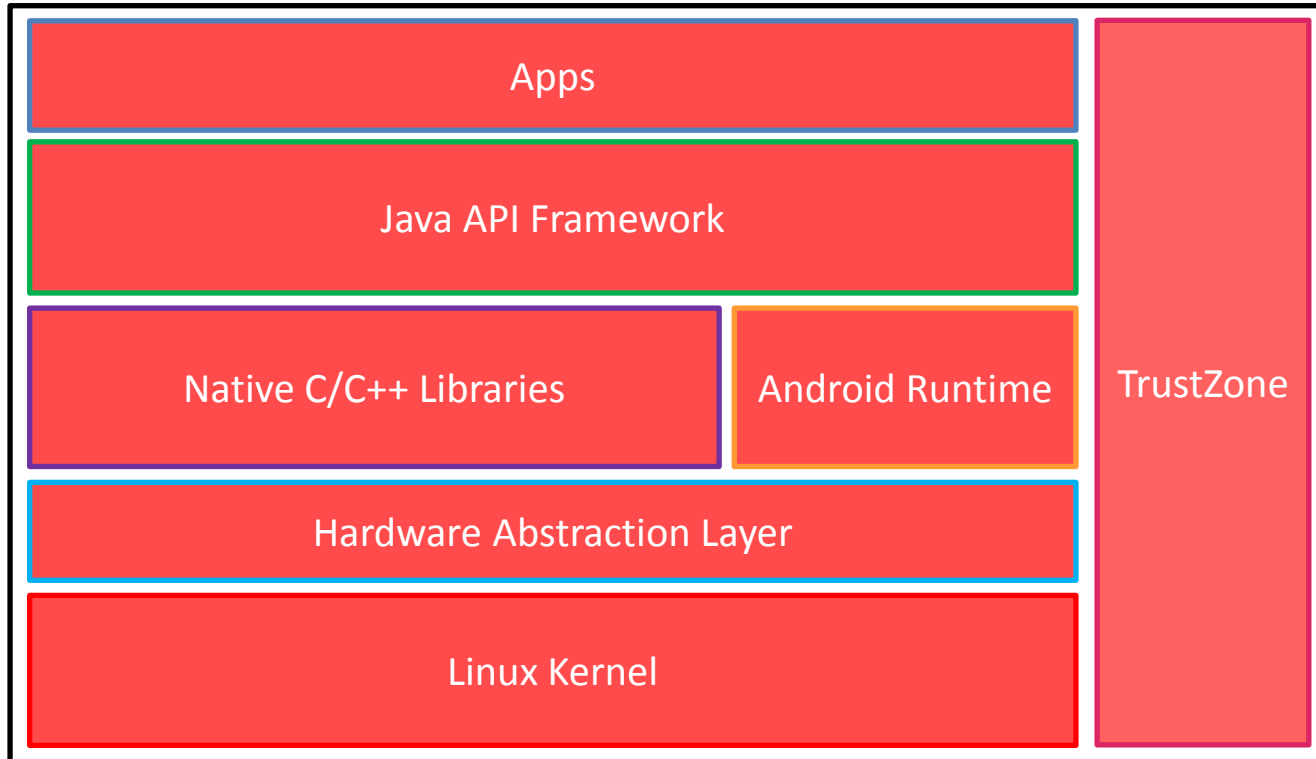 Apps
Java API Framework
Native C/C++ Libraries
Android Runtime
TrustZone
Hardware Abstraction Layer
Linux Kernel